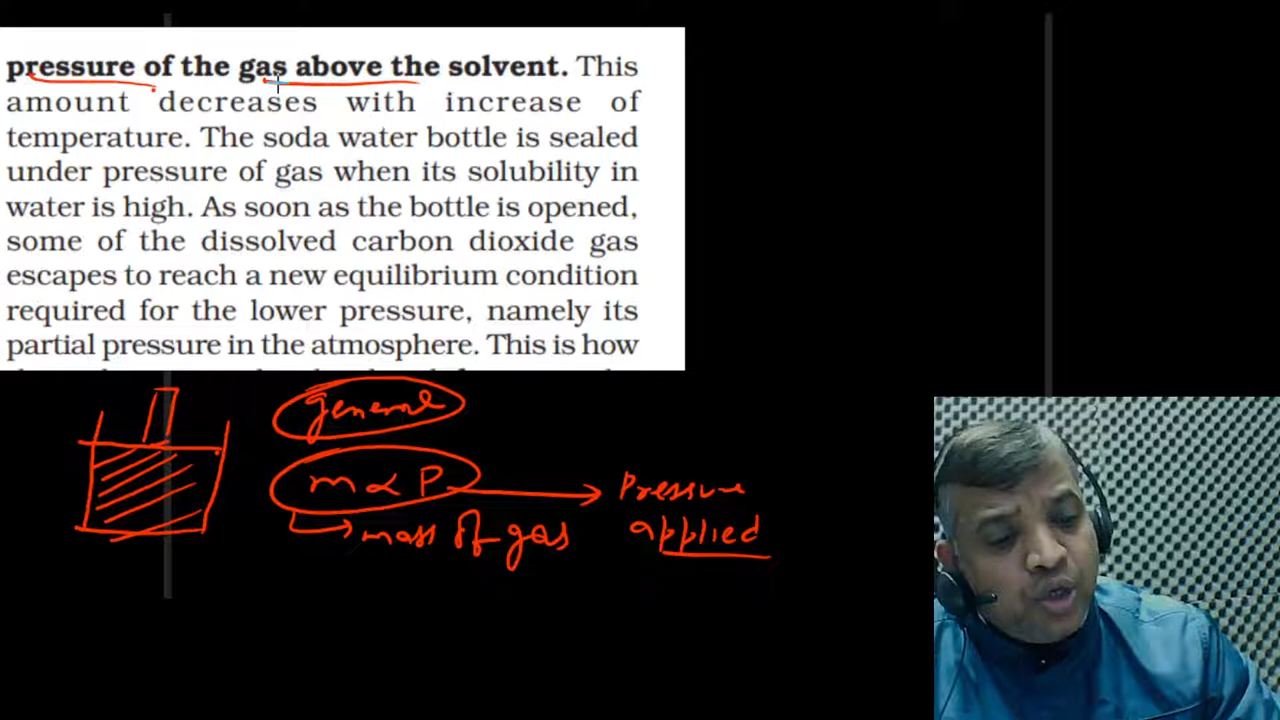 pressure of the gas above the solvent. This
amount decreases with increase of
temperature. The soda water bottle is sealed
under pressure of gas when its solubility in
water is high. As soon as the bottle is opened,
some of the dissolved carbon dioxide gas
escapes to reach a new equilibrium condition
required for the lower pressure, namely its
partial pressure in the atmosphere. This is how
general
m ∝ P
Pressure
applied
mass of gas